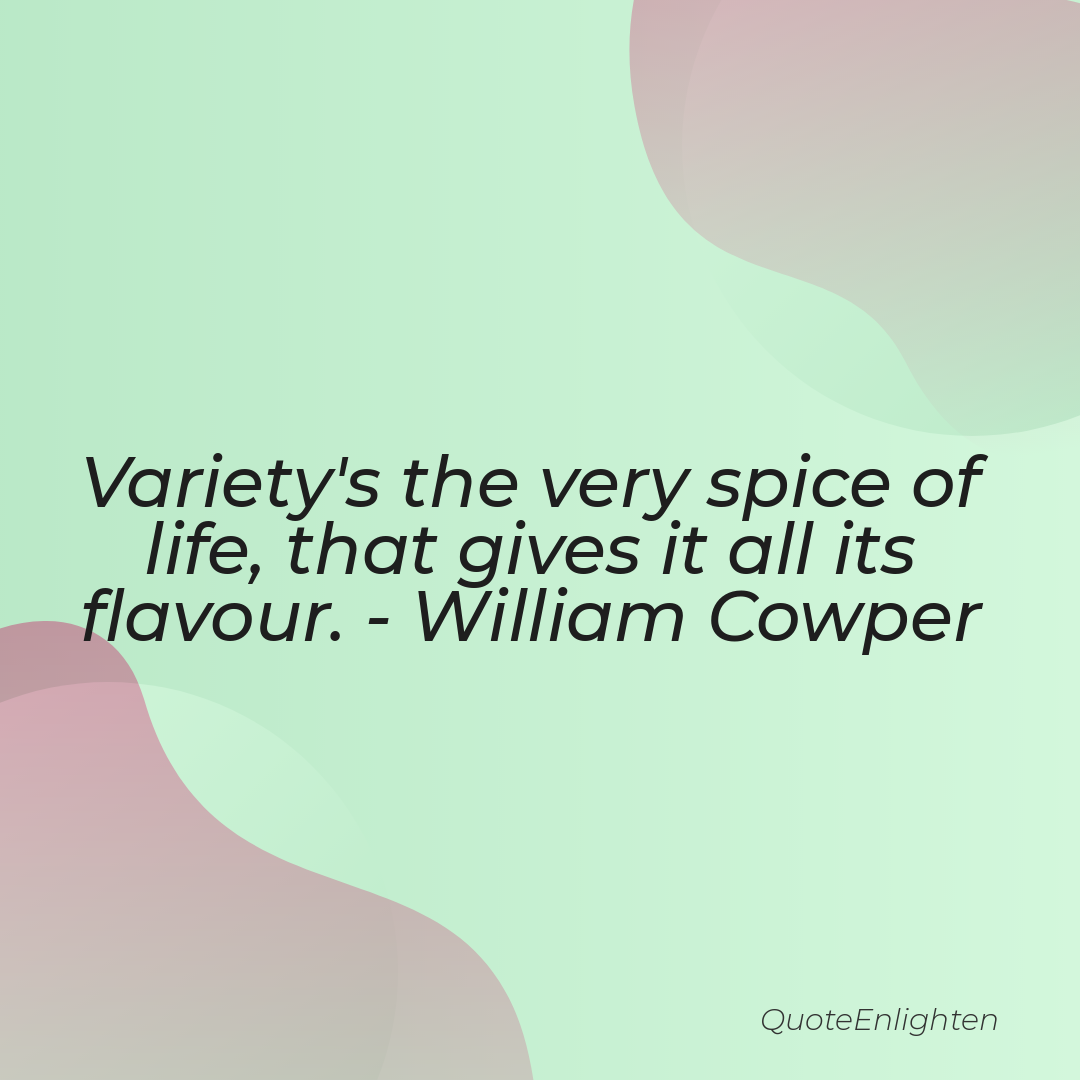 Variety's the very spice of
life, that gives it all its
flavour. - William Cowper
QuoteEnlighten